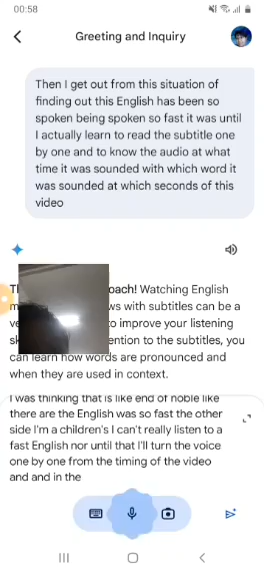 00:58
Greeting and Inquiry
Then I get out from this situation of
finding out this English has been so
spoken being spoken so fast it was until
I actually learn to read the subtitle one
by one and to know the audio at what
time it was sounded with which word it
was sounded at which seconds of this
video
oach! Watching English
ws with subtitles can be a
to improve your listening
ention to the subtitles, you
can learn how words are pronounced and
when they are used in context.
I was thinking that is like end of noble like
there are the English was so fast the other
side I'm a children's I can't really listen to a
fast English nor until that I'll turn the voice
one by one from the timing of the video
and and in the